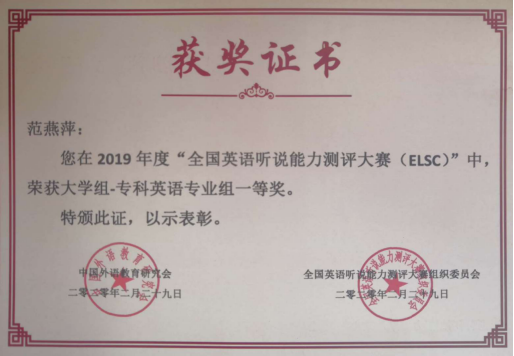 获奖证书
范燕萍：
您在 2019 年度“全国英语听说能力测评大赛（ELSC）”中，
荣获大学组-专科英语专业组一等奖。
特颁此证，以示表彰。
中国外语教育研究会
二零二零年二月二十九日
全国英语听说能力测评大赛组织委员会
二零二零年二月二十九日